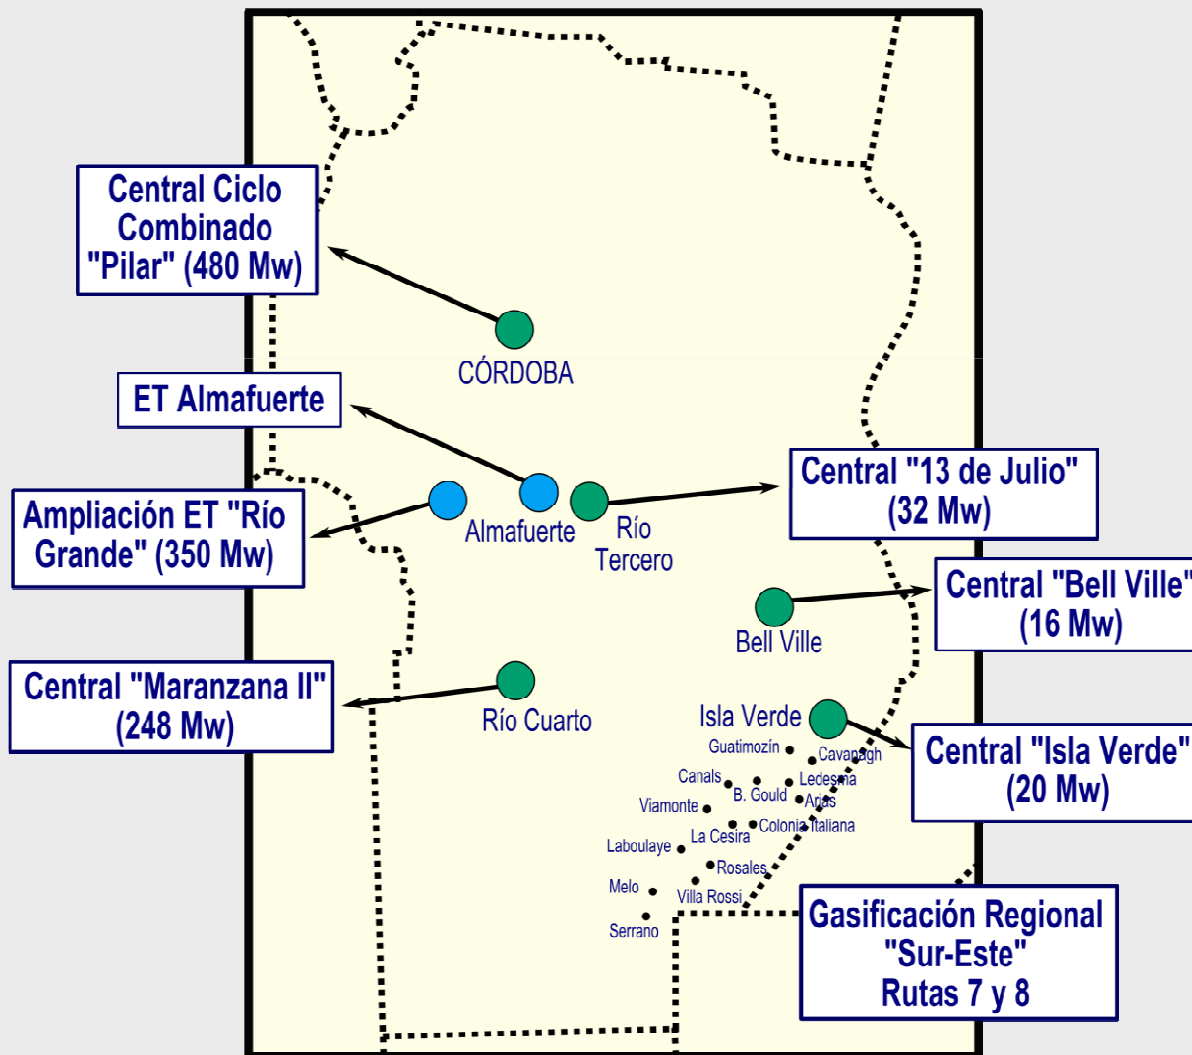 Central Ciclo
Combinado
"Pilar" (480 Mw)
CÓRDOBA
ET Almafuerte
Central "13 de Julio"
(32 Mw)
Ampliación ET "Río
Grande" (350 Mw)
Almafuerte
Río
Tercero
Central "Bell Ville"
(16 Mw)
Bell Ville
Central "Maranzana II"
(248 Mw)
Río Cuarto
Isla Verde
Central "Isla Verde"
(20 Mw)
Guatimozín
Cavanagh
Canals
B. Gould
Ledesma
Arias
Viamonte
La Cesira
Colonia Italiana
Laboulaye
Rosales
Melo
Villa Rossi
Serrano
Gasificación Regional
"Sur-Este"
Rutas 7 y 8